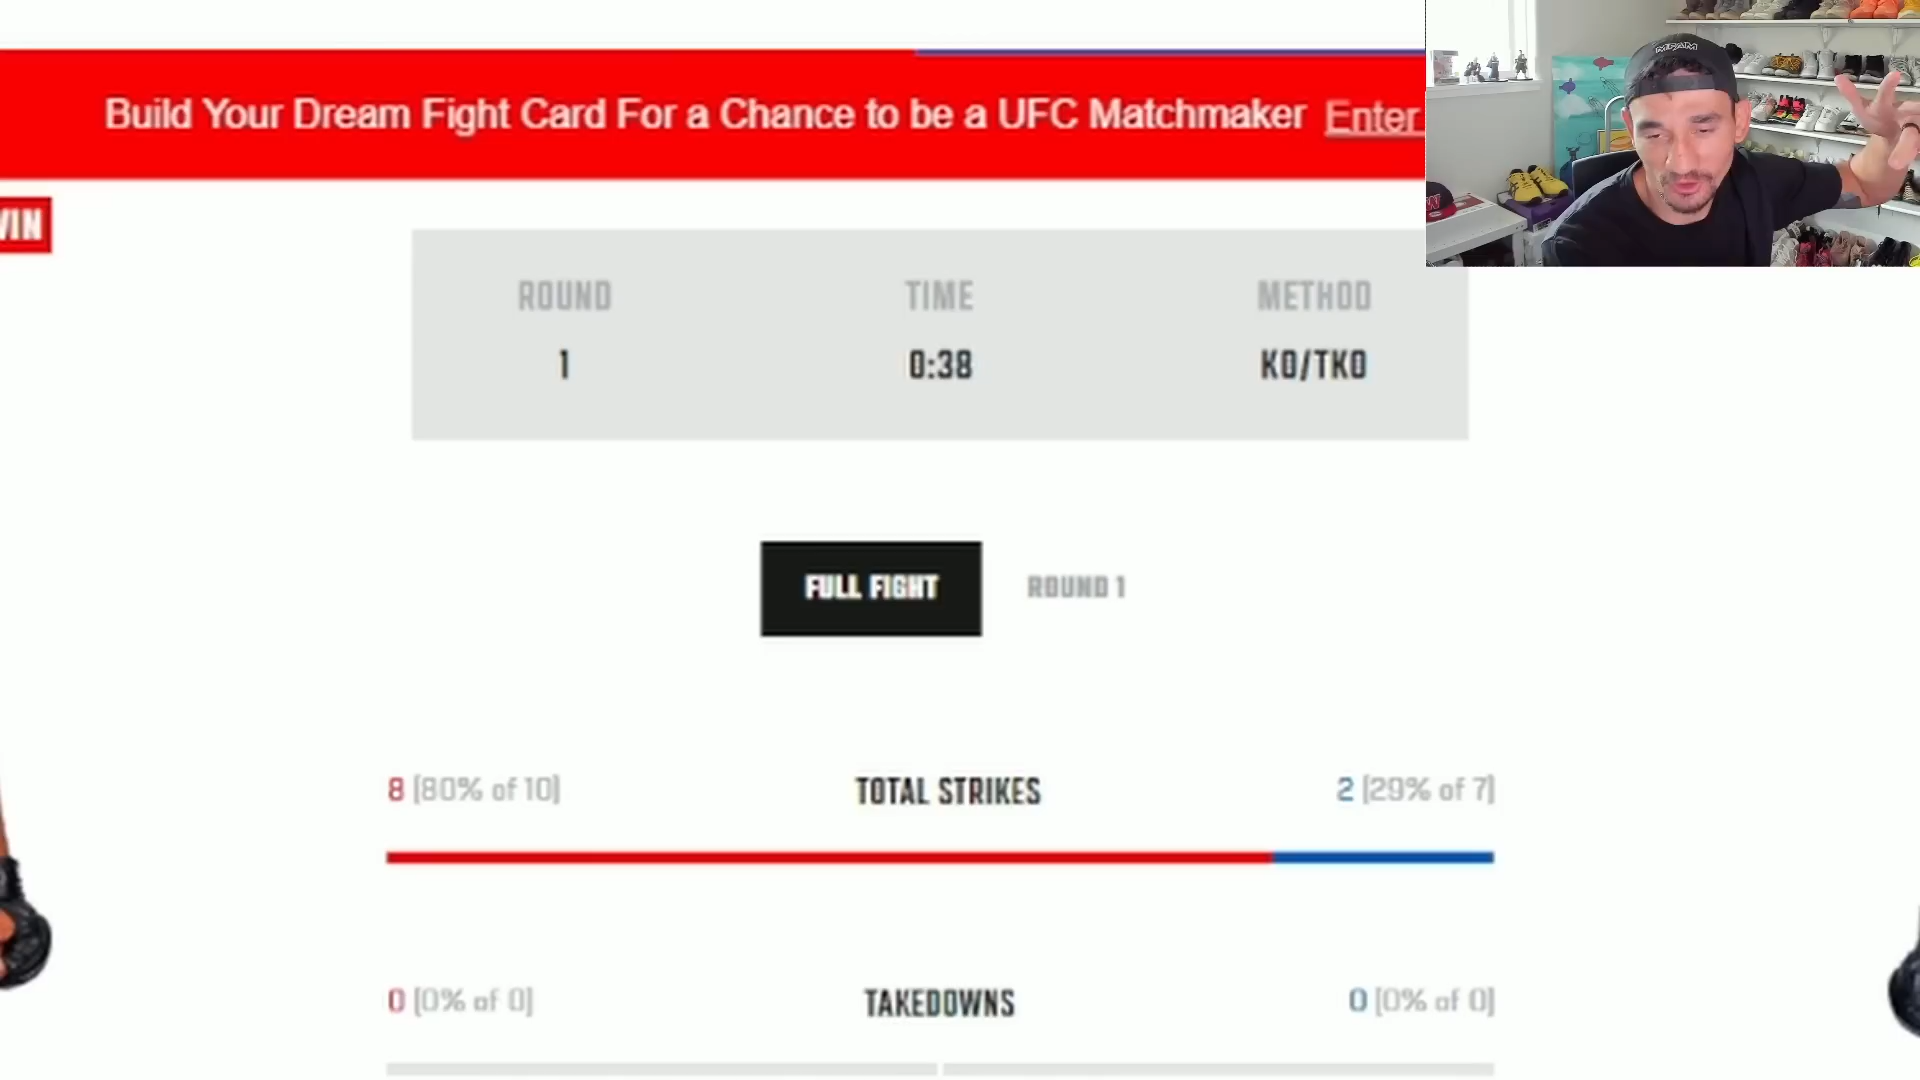 Build Your Dream Fight Card For a Chance to be a UFC Matchmaker Enter
WIN
ROUND TIME METHOD
1 0:38 KO/TKO
FULL FIGHT ROUND 1
8 [80% of 10] TOTAL STRIKES 2 [29% of 7]
0 [0% of 0] TAKEDOWNS 0 [0% of 0]